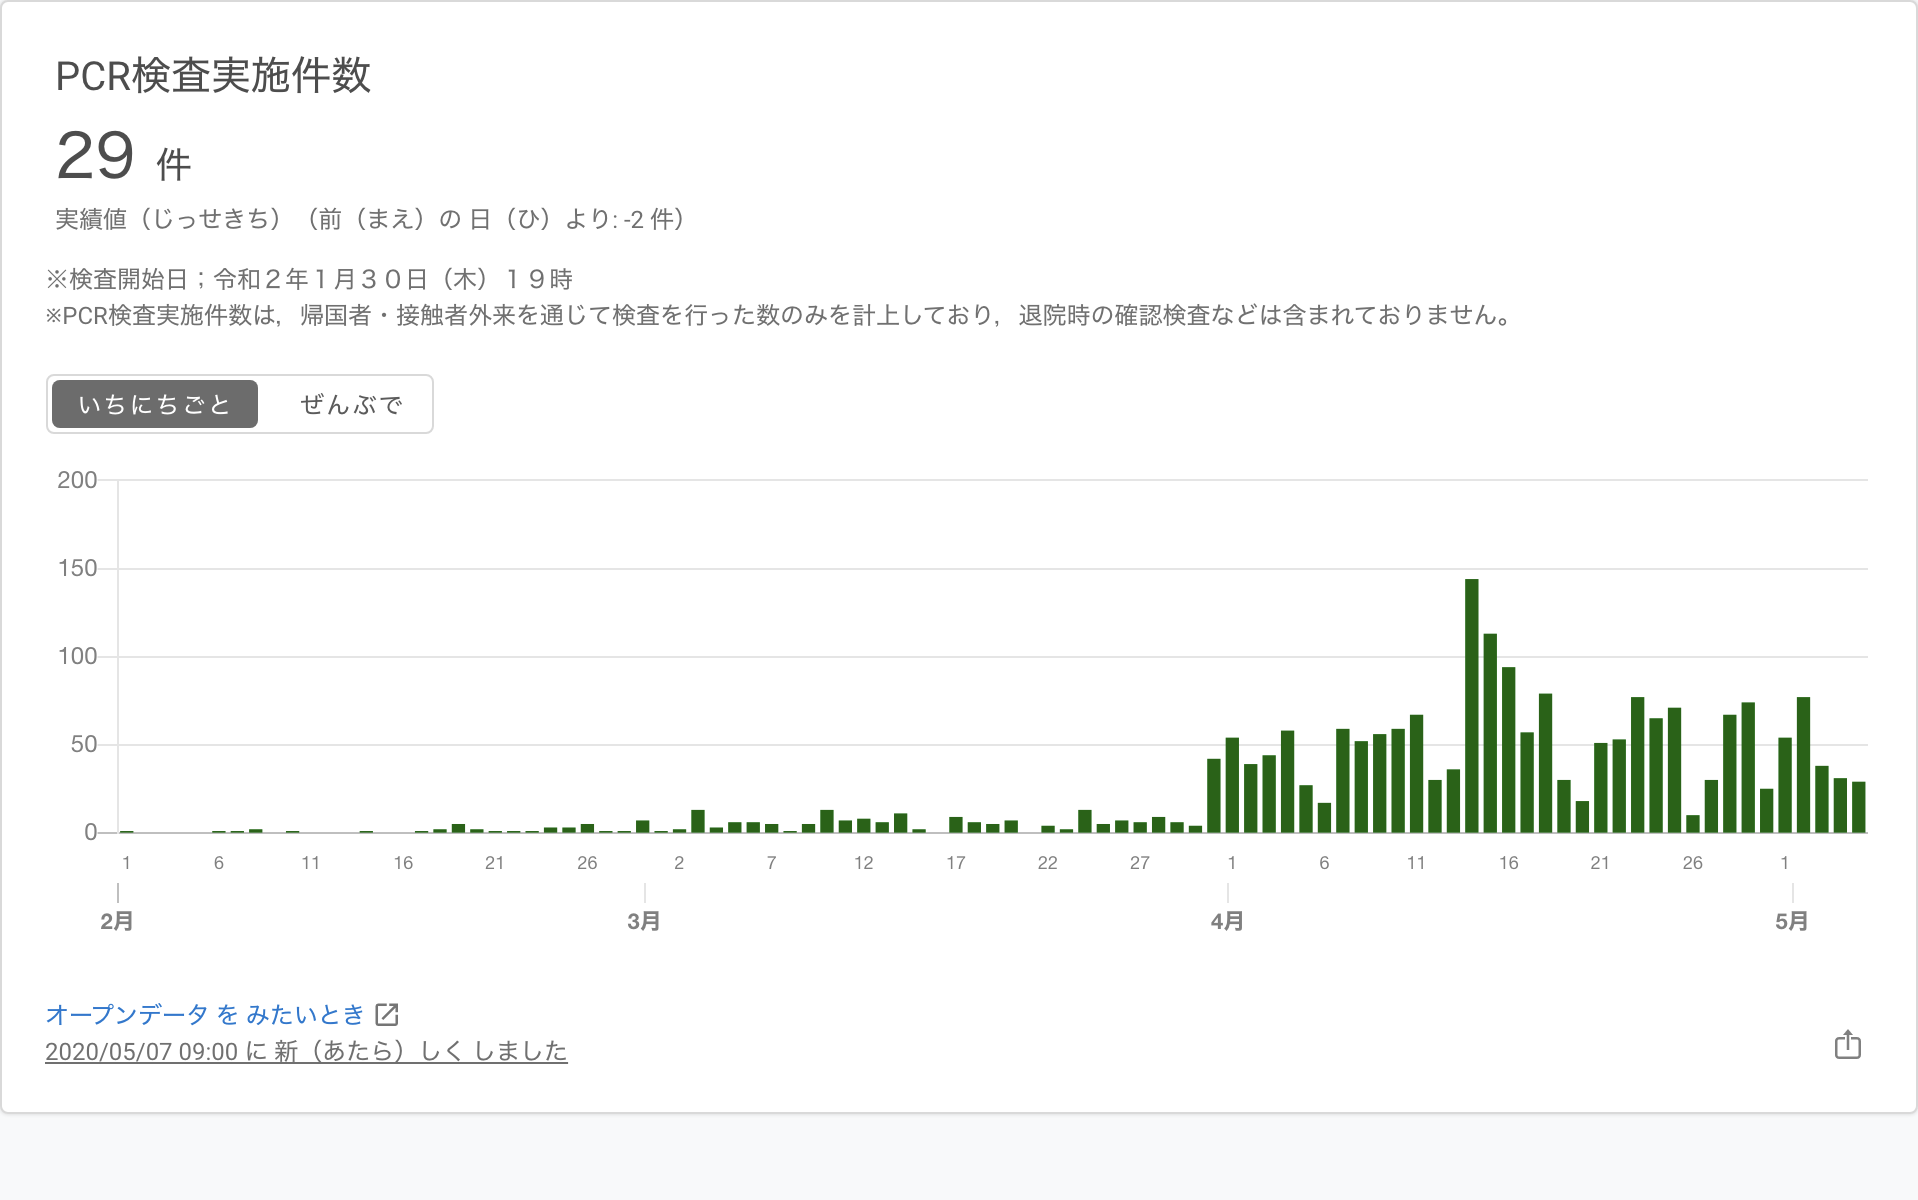 PCR検査実施件数
29 件
実績値（じっせきち）（前（まえ）の 日（ひ）より: -2 件）
※検査開始日；令和２年１月３０日（木）１９時
※PCR検査実施件数は，帰国者・接触者外来を通じて検査を行った数のみを計上しており，退院時の確認検査などは含まれておりません。
いちにちごと ぜんぶで
200
150
100
50
0
1 6 11 16 21 26 2 7 12 17 22 27 1 6 11 16 21 26 1
2月 3月 4月 5月
オープンデータ を みたいとき
2020/05/07 09:00 に 新（あたら）しく しました